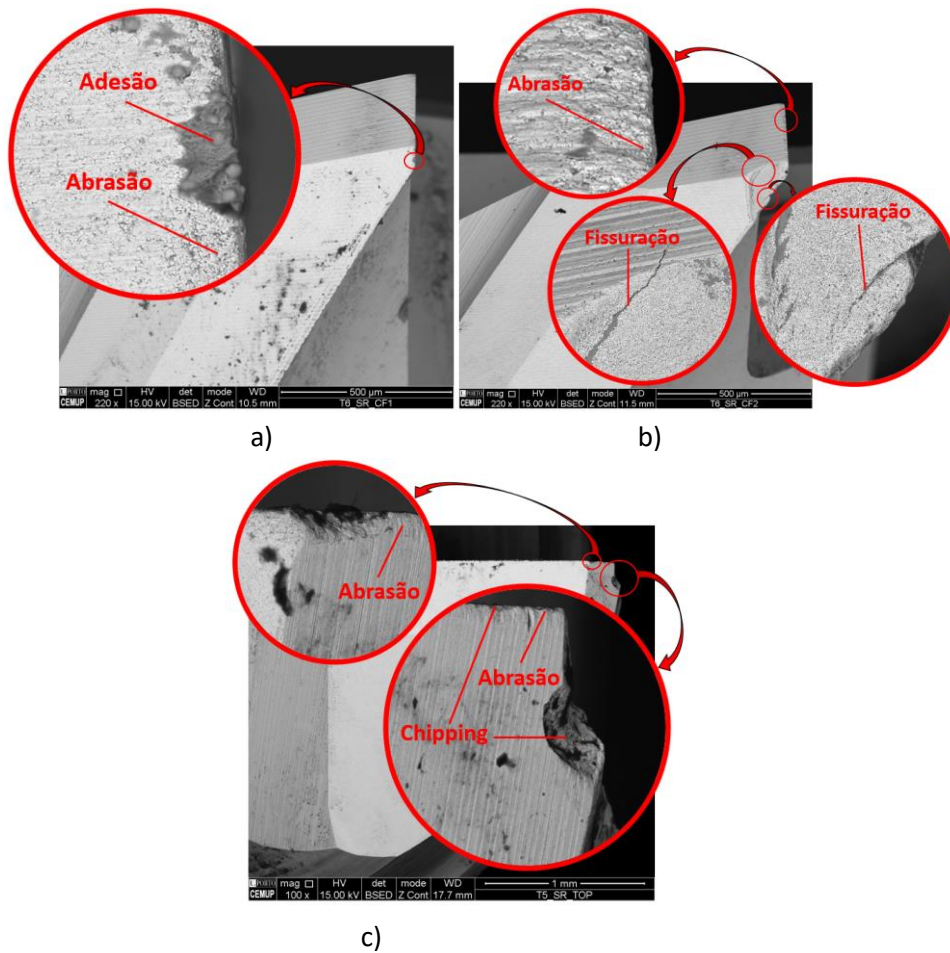 Adesão
Abrasão
U. PORTO
CEMUP
mag □ HV det mode WD
220 x 15.00 kV BSED Z Cont 10.5 mm
500 µm
T6_SR_CF1
a)
Abrasão
Fissuração
Fissuração
U. PORTO
CEMUP
mag □ HV det mode WD
220 x 15.00 kV BSED Z Cont 11.5 mm
500 µm
T6_SR_CF2
b)
Abrasão
Abrasão
Chipping
U. PORTO
CEMUP
mag □ HV det mode WD
100 x 15.00 kV BSED Z Cont 17.7 mm
1 mm
T5_SR_TOP
c)